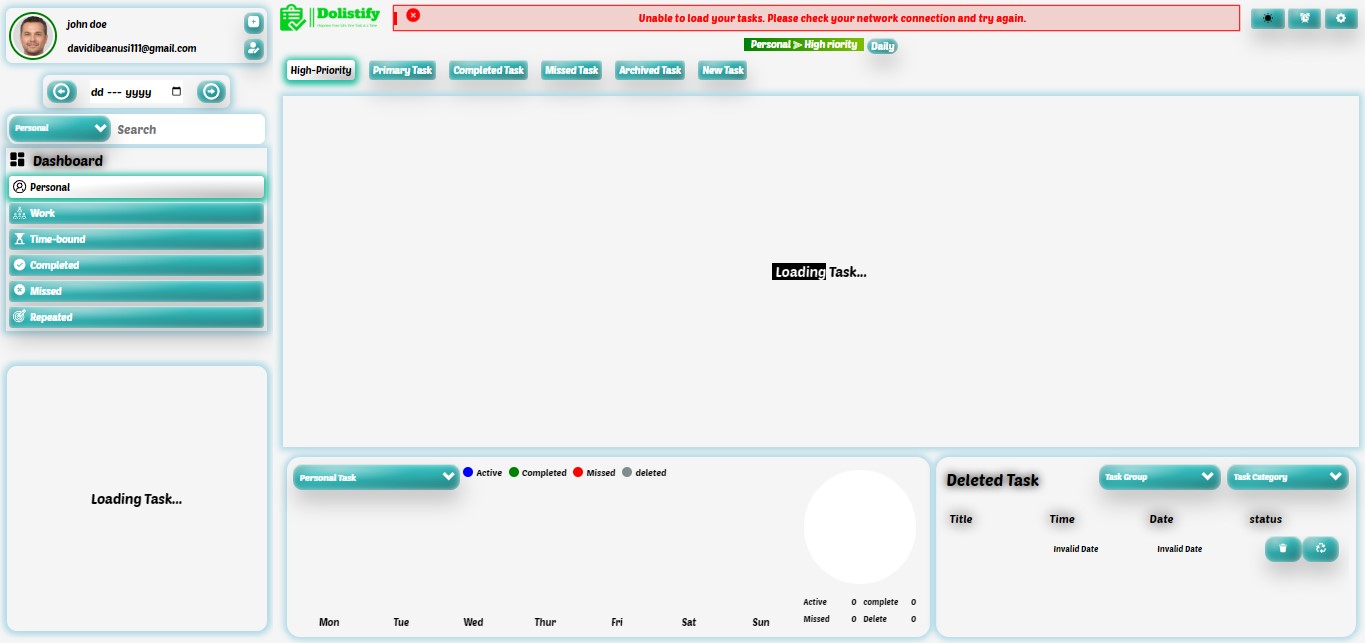 john doe
davidibeanusi111@gmail.com
dd --- yyyy
Personal
Search
Dashboard
Personal
Work
Time-bound
Completed
Missed
Repeated
Loading Task...
Dolistify
Unable to load your tasks. Please check your network connection and try again.
Personal ⪢ High riority
Daily
High-Priority
Primary Task
Completed Task
Missed Task
Archived Task
New Task
Loading Task...
Personal Task
Active
Completed
Missed
deleted
Mon Tue Wed Thur Fri Sat Sun
Active 0 complete 0
Missed 0 Delete 0
Deleted Task
Task Group
Task Category
Title Time Date status
Invalid Date Invalid Date